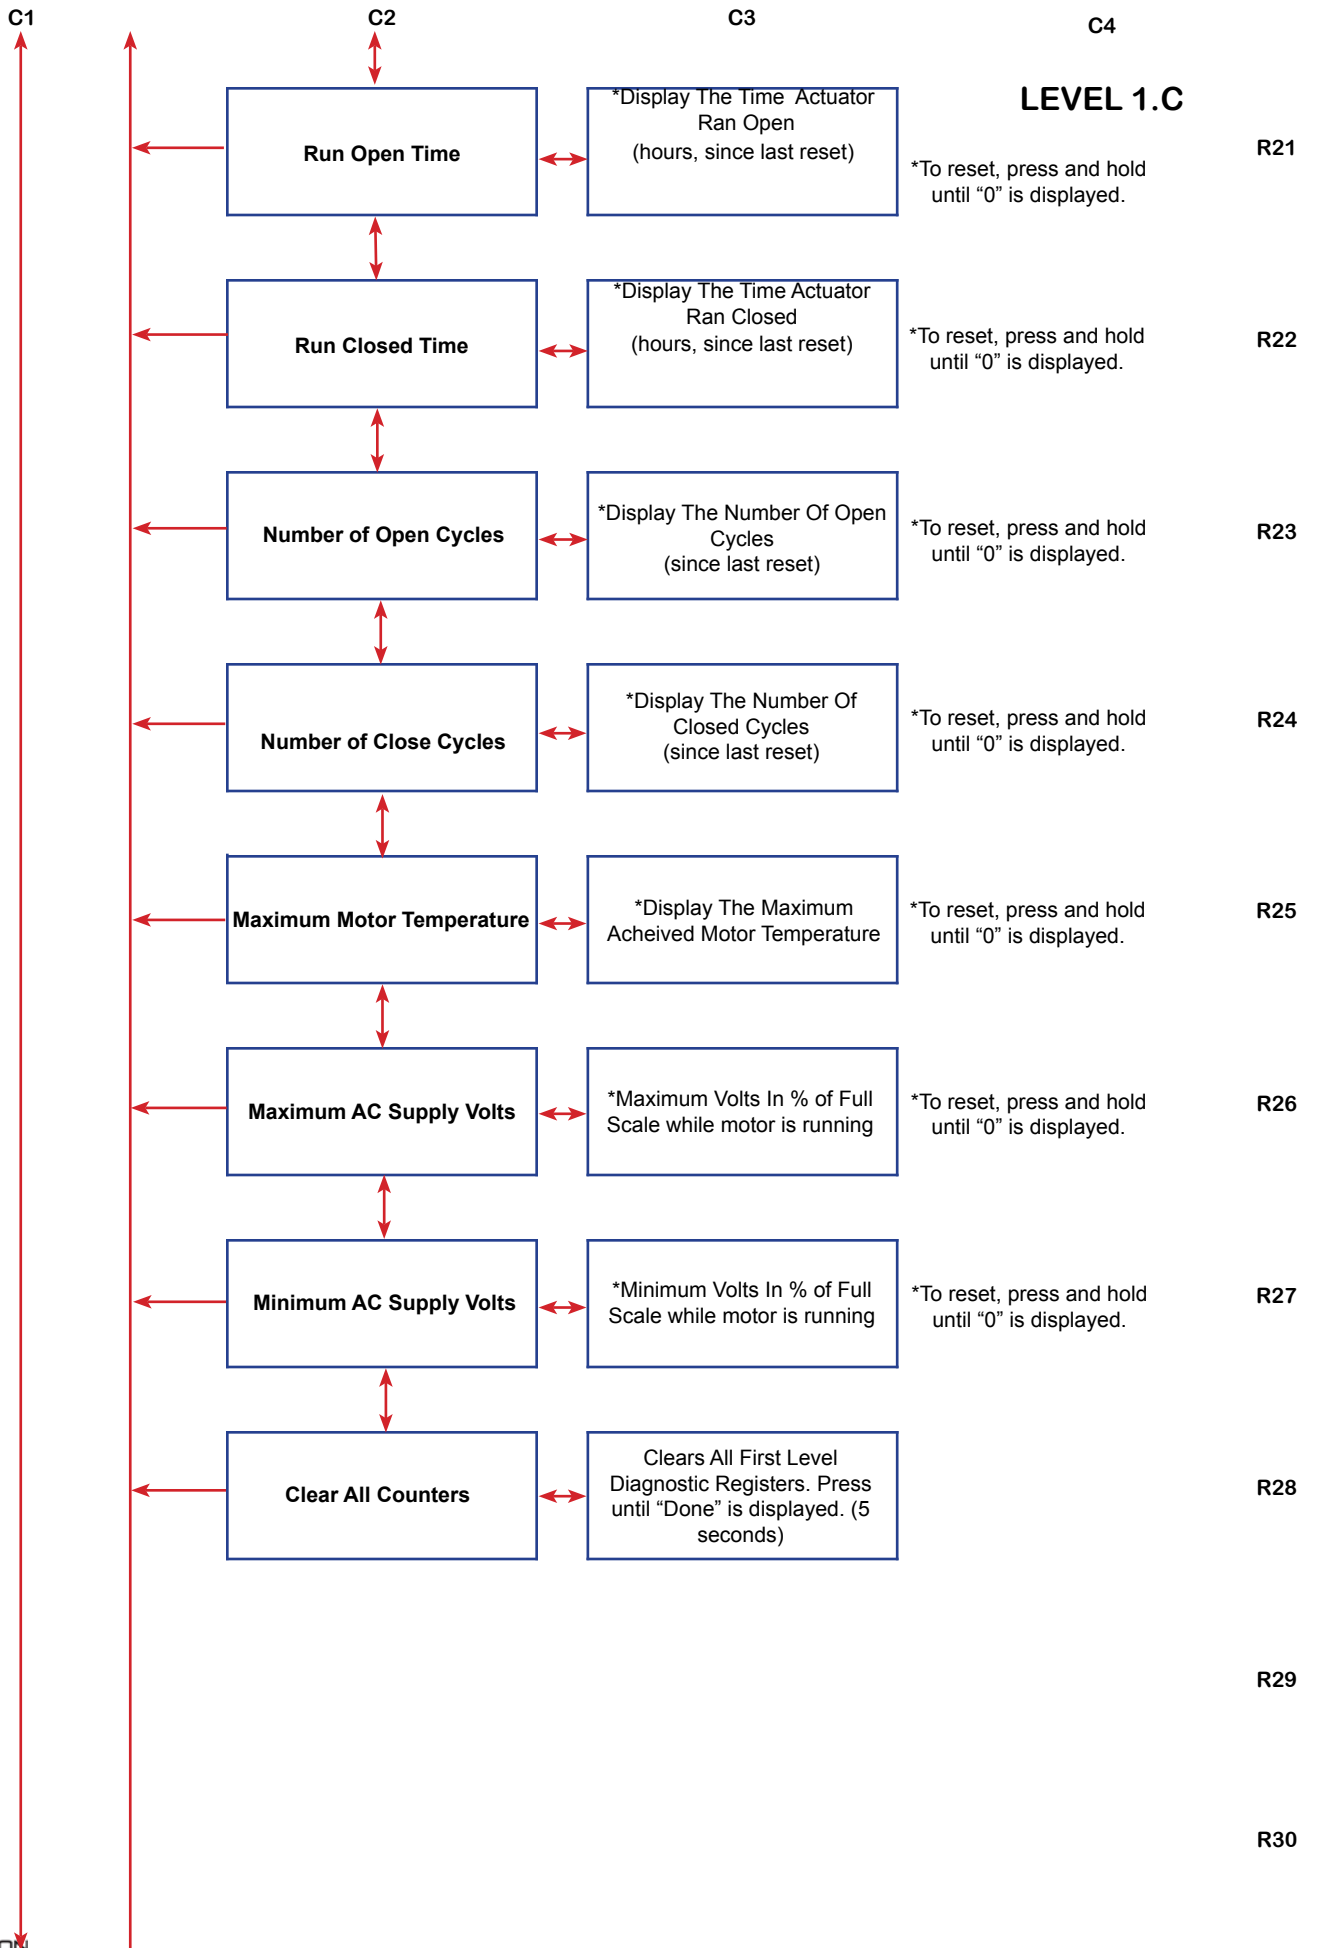 C1
C2
C3
C4
LEVEL 1.C
Run Open Time
*Display The Time Actuator
Ran Open
(hours, since last reset)
*To reset, press and hold
until “0” is displayed.
R21
Run Closed Time
*Display The Time Actuator
Ran Closed
(hours, since last reset)
*To reset, press and hold
until “0” is displayed.
R22
Number of Open Cycles
*Display The Number Of Open
Cycles
(since last reset)
*To reset, press and hold
until “0” is displayed.
R23
Number of Close Cycles
*Display The Number Of
Closed Cycles
(since last reset)
*To reset, press and hold
until “0” is displayed.
R24
Maximum Motor Temperature
*Display The Maximum
Acheived Motor Temperature
*To reset, press and hold
until “0” is displayed.
R25
Maximum AC Supply Volts
*Maximum Volts In % of Full
Scale while motor is running
*To reset, press and hold
until “0” is displayed.
R26
Minimum AC Supply Volts
*Minimum Volts In % of Full
Scale while motor is running
*To reset, press and hold
until “0” is displayed.
R27
Clear All Counters
Clears All First Level
Diagnostic Registers. Press
until “Done” is displayed. (5
seconds)
R28
R29
R30